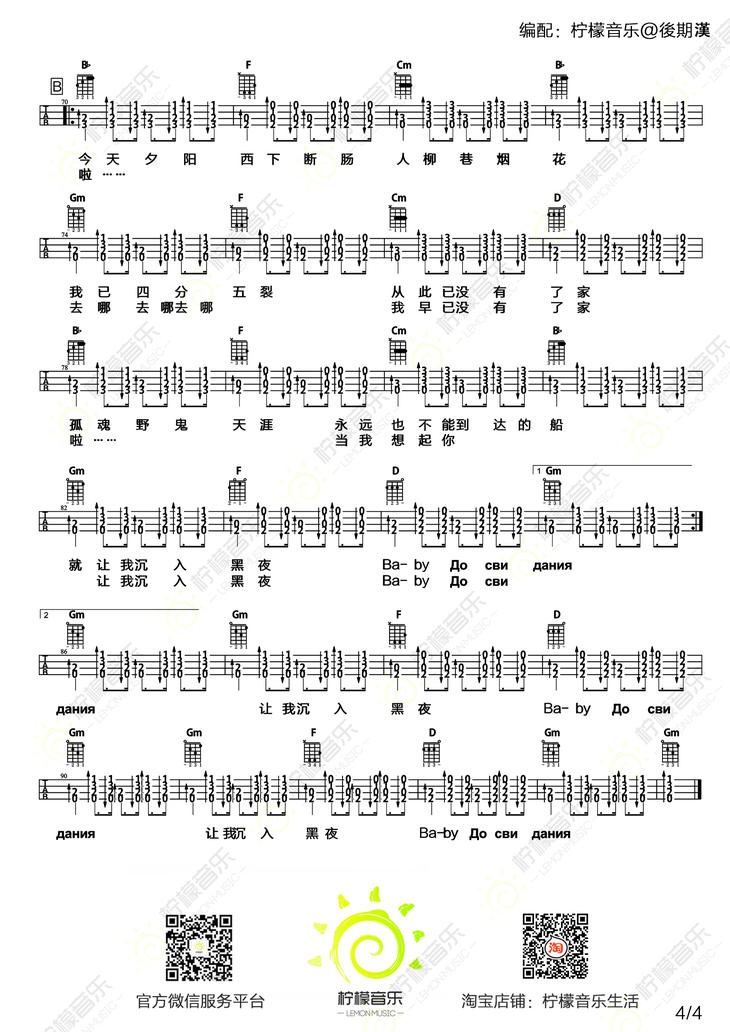 编配：柠檬音乐@後期漢
B B♭ F Cm B♭
70
今 天 夕 阳 西 下 断 肠 人 柳 巷 烟 花
啦 ……
Gm F Cm D
74
我 已 四 分 五 裂 从 此 已 没 有 了 家
去 哪 去 哪 去 哪 我 早 已 没 有 了 家
B♭ F Cm B♭
78
孤 魂 野 鬼 天 涯 永 远 也 不 能 到 达 的 船
啦 …… 当 我 想 起 你
Gm F D 1 Gm
82
就 让 我 沉 入 黑 夜 Ba-by До сви дания
让 我 沉 入 黑 夜 Ba-by До сви
2 Gm Gm F D
86
дания 让 我 沉 入 黑 夜 Ba-by До сви
Gm Gm F D Gm Gm
90
дания 让 我 沉 入 黑 夜 Ba-by До сви дания
淘
官方微信服务平台
柠檬音乐
—LEMONMUSIC—
淘宝店铺：柠檬音乐生活
4/4